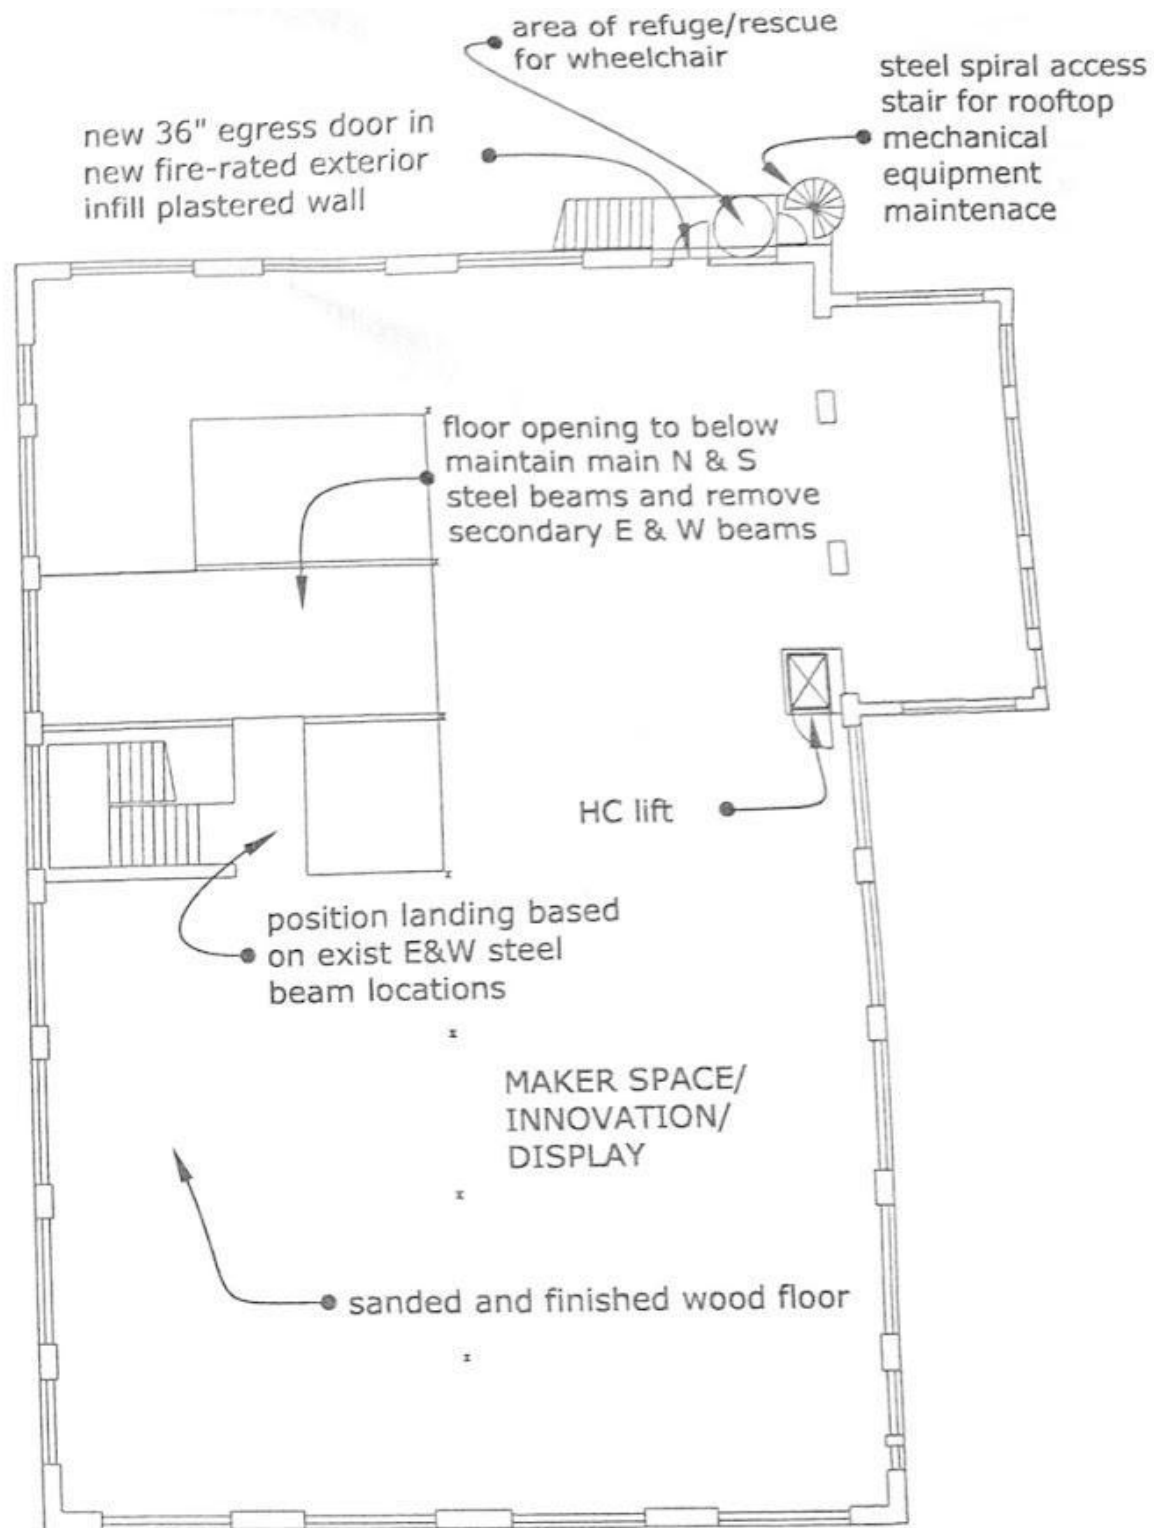 area of refuge/rescue
for wheelchair
steel spiral access
stair for rooftop
mechanical
equipment
maintenace
new 36" egress door in
new fire-rated exterior
infill plastered wall
floor opening to below
maintain main N & S
steel beams and remove
secondary E & W beams
HC lift
position landing based
on exist E&W steel
beam locations
MAKER SPACE/
INNOVATION/
DISPLAY
sanded and finished wood floor